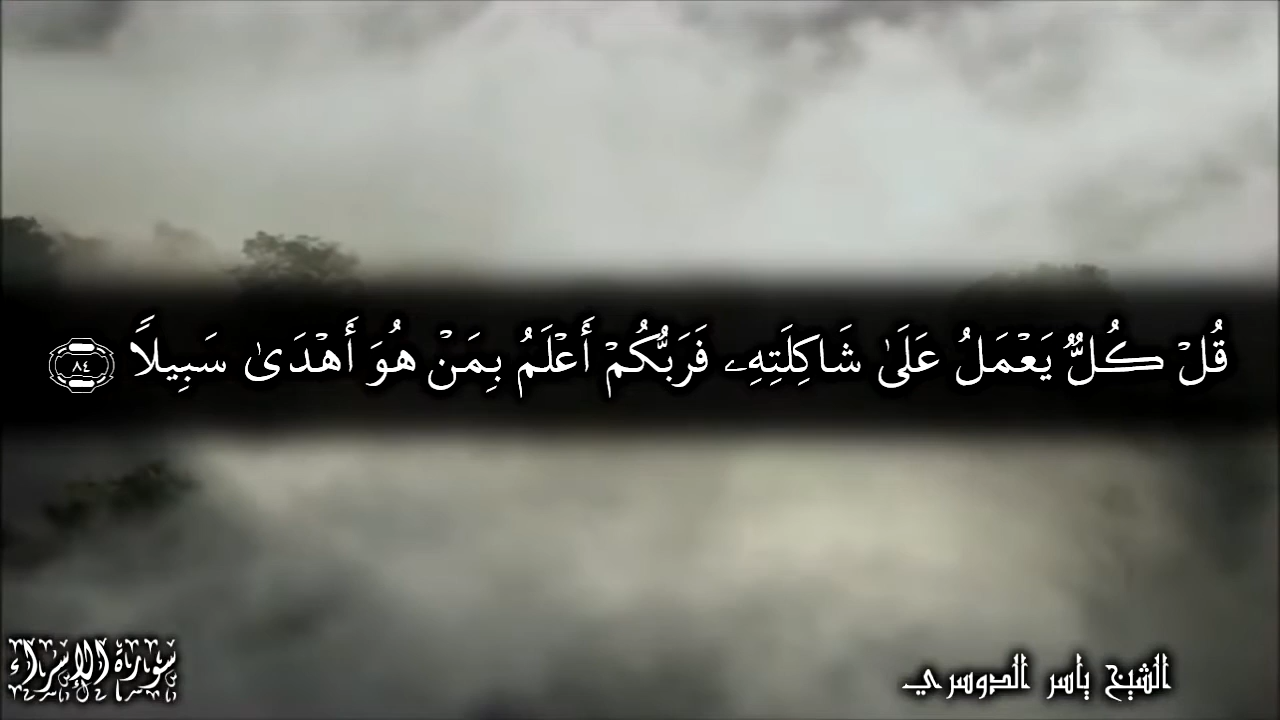 قُلۡ كُلٌّ يَعۡمَلُ عَلَىٰ شَاكِلَتِهِۦ فَرَبُّكُمۡ أَعۡلَمُ بِمَنۡ هُوَ أَهۡدَىٰ سَبِيلًا ٨٤
الشيخ ياسر الدوسري
سورة الإسراء